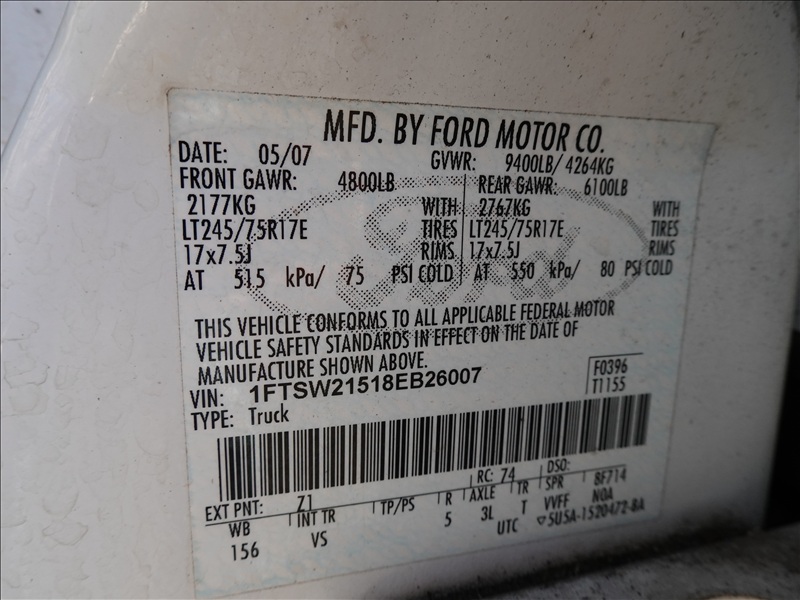 MFD. BY FORD MOTOR CO.
DATE: 05/07 GVWR: 9400LB/ 4264KG
FRONT GAWR: 4800LB REAR GAWR: 6100LB
2177KG WITH 2767KG WITH
LT245/75R17E TIRES LT245/75R17E TIRES
17x7.5J RIMS 17x7.5J RIMS
AT 515 kPa/ 75 PSI COLD AT 550 kPa/ 80 PSI COLD
THIS VEHICLE CONFORMS TO ALL APPLICABLE FEDERAL MOTOR
VEHICLE SAFETY STANDARDS IN EFFECT ON THE DATE OF
MANUFACTURE SHOWN ABOVE.
VIN: 1FTSW21518EB26007 F0396
TYPE: Truck T1155
EXT PNT: Z1 RC: 74 DSO:
WB INT TR TP/PS R AXLE TR SPR 8F714
156 VS 5 3L T VVFF N0A
UTC 5U5A-1520472-BA